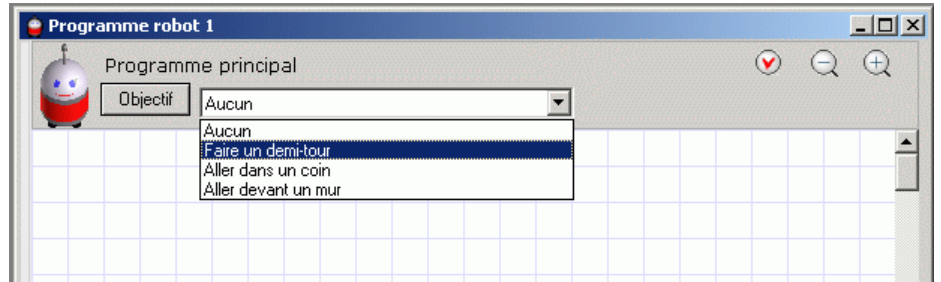 Programme robot 1
Programme principal
Objectif
Aucun
Aucun
Faire un demi-tour
Aller dans un coin
Aller devant un mur